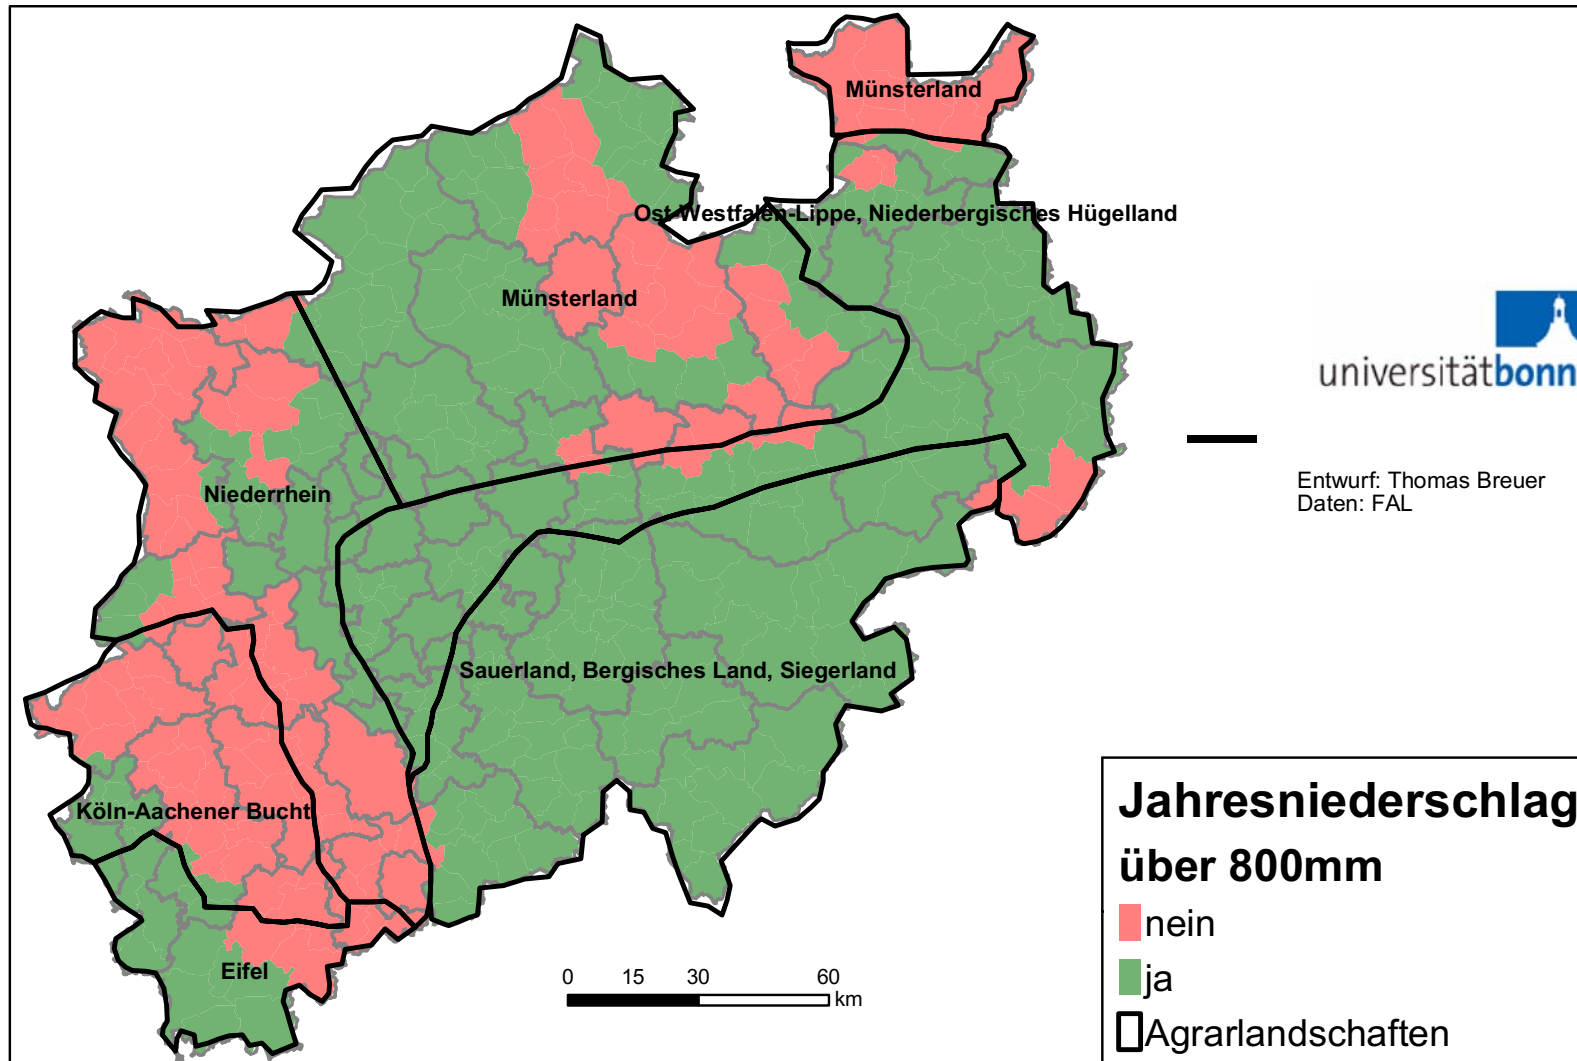 Münsterland
Ost-Westfalen-Lippe, Niederbergisches Hügelland
Münsterland
universitätbonn
Entwurf: Thomas Breuer
Daten: FAL
Niederrhein
Sauerland, Bergisches Land, Siegerland
Köln-Aachener Bucht
Eifel
0 15 30 60
km
Jahresniederschlag
über 800mm
nein
ja
Agrarlandschaften